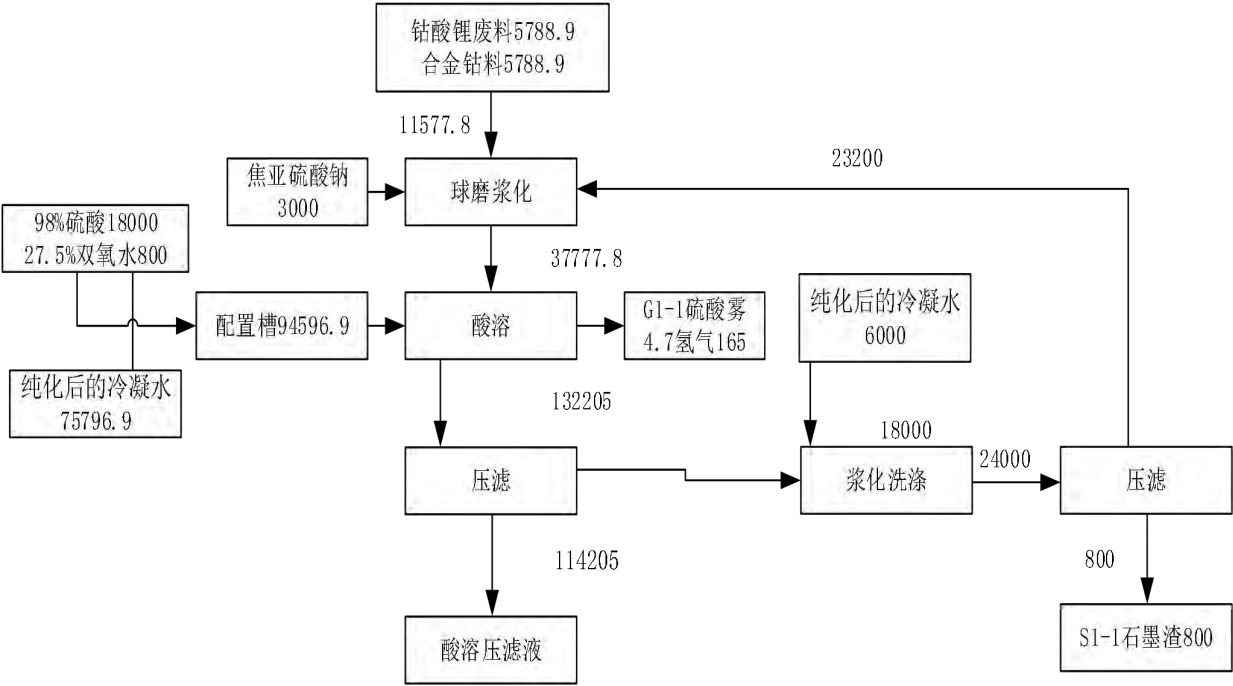 钴酸锂废料5788.9
合金钴料5788.9
11577.8
23200
焦亚硫酸钠
3000
球磨浆化
98%硫酸18000
27.5%双氧水800
37777.8
配置槽94596.9
酸溶
G1-1硫酸雾
4.7氢气165
纯化后的冷凝水
6000
纯化后的冷凝水
75796.9
132205
18000
24000
压滤
浆化洗涤
压滤
114205
800
酸溶压滤液
S1-1石墨渣800